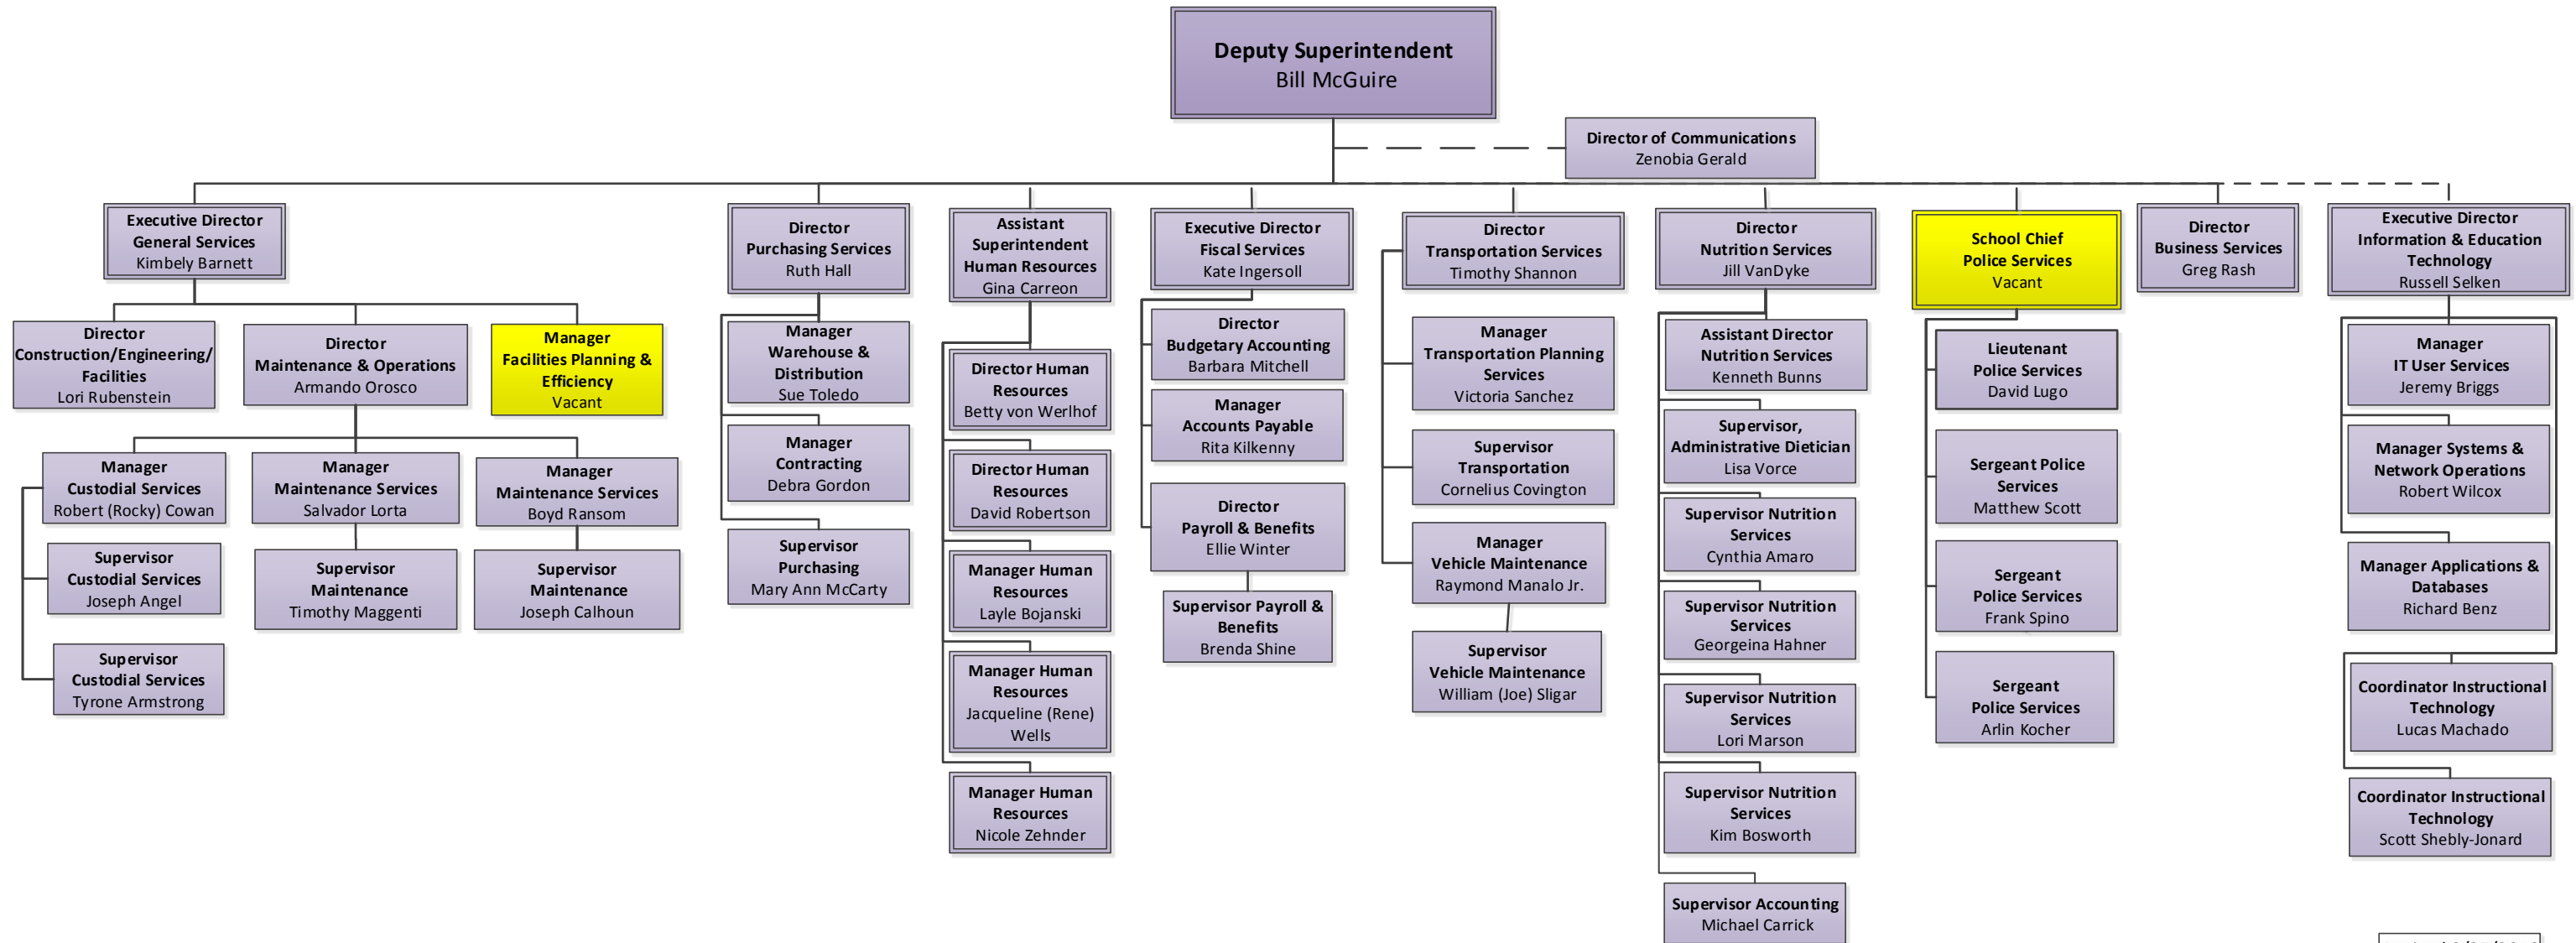 Deputy Superintendent
Bill McGuire
Director of Communications
Zenobia Gerald
Executive Director
General Services
Kimbely Barnett
Director
Construction/Engineering/
Facilities
Lori Rubenstein
Director
Maintenance & Operations
Armando Orosco
Manager
Facilities Planning &
Efficiency
Vacant
Manager
Custodial Services
Robert (Rocky) Cowan
Supervisor
Custodial Services
Joseph Angel
Supervisor
Custodial Services
Tyrone Armstrong
Manager
Maintenance Services
Salvador Lorta
Supervisor
Maintenance
Timothy Maggenti
Manager
Maintenance Services
Boyd Ransom
Supervisor
Maintenance
Joseph Calhoun
Director
Purchasing Services
Ruth Hall
Manager
Warehouse &
Distribution
Sue Toledo
Manager
Contracting
Debra Gordon
Supervisor
Purchasing
Mary Ann McCarty
Assistant
Superintendent
Human Resources
Gina Carreon
Director Human
Resources
Betty von Werlhof
Director Human
Resources
David Robertson
Manager Human
Resources
Layle Bojanski
Manager Human
Resources
Jacqueline (Rene)
Wells
Manager Human
Resources
Nicole Zehnder
Executive Director
Fiscal Services
Kate Ingersoll
Director
Budgetary Accounting
Barbara Mitchell
Manager
Accounts Payable
Rita Kilkenny
Director
Payroll & Benefits
Ellie Winter
Supervisor Payroll &
Benefits
Brenda Shine
Director
Transportation Services
Timothy Shannon
Manager
Transportation Planning
Services
Victoria Sanchez
Supervisor
Transportation
Cornelius Covington
Manager
Vehicle Maintenance
Raymond Manalo Jr.
Supervisor
Vehicle Maintenance
William (Joe) Sligar
Director
Nutrition Services
Jill VanDyke
Assistant Director
Nutrition Services
Kenneth Bunns
Supervisor,
Administrative Dietician
Lisa Vorce
Supervisor Nutrition
Services
Cynthia Amaro
Supervisor Nutrition
Services
Georgeina Hahner
Supervisor Nutrition
Services
Lori Marson
Supervisor Nutrition
Services
Kim Bosworth
Supervisor Accounting
Michael Carrick
School Chief
Police Services
Vacant
Lieutenant
Police Services
David Lugo
Sergeant Police
Services
Matthew Scott
Sergeant
Police Services
Frank Spino
Sergeant
Police Services
Arlin Kocher
Director
Business Services
Greg Rash
Executive Director
Information & Education
Technology
Russell Selken
Manager
IT User Services
Jeremy Briggs
Manager Systems &
Network Operations
Robert Wilcox
Manager Applications &
Databases
Richard Benz
Coordinator Instructional
Technology
Lucas Machado
Coordinator Instructional
Technology
Scott Shebly-Jonard